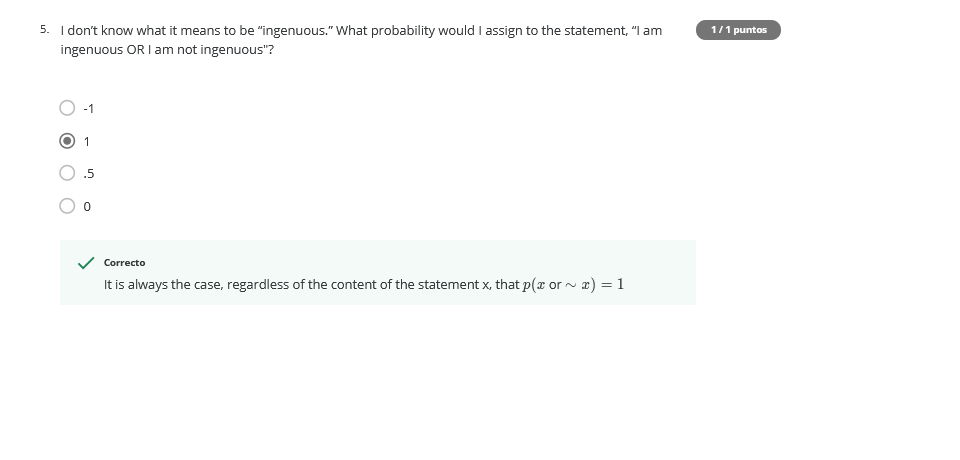 5. I don't know what it means to be “ingenuous.” What probability would I assign to the statement, “I am
ingenuous OR I am not ingenuous"?
1 / 1 puntos
-1
1
.5
0
Correcto
It is always the case, regardless of the content of the statement x, that p(x or ∼ x) = 1